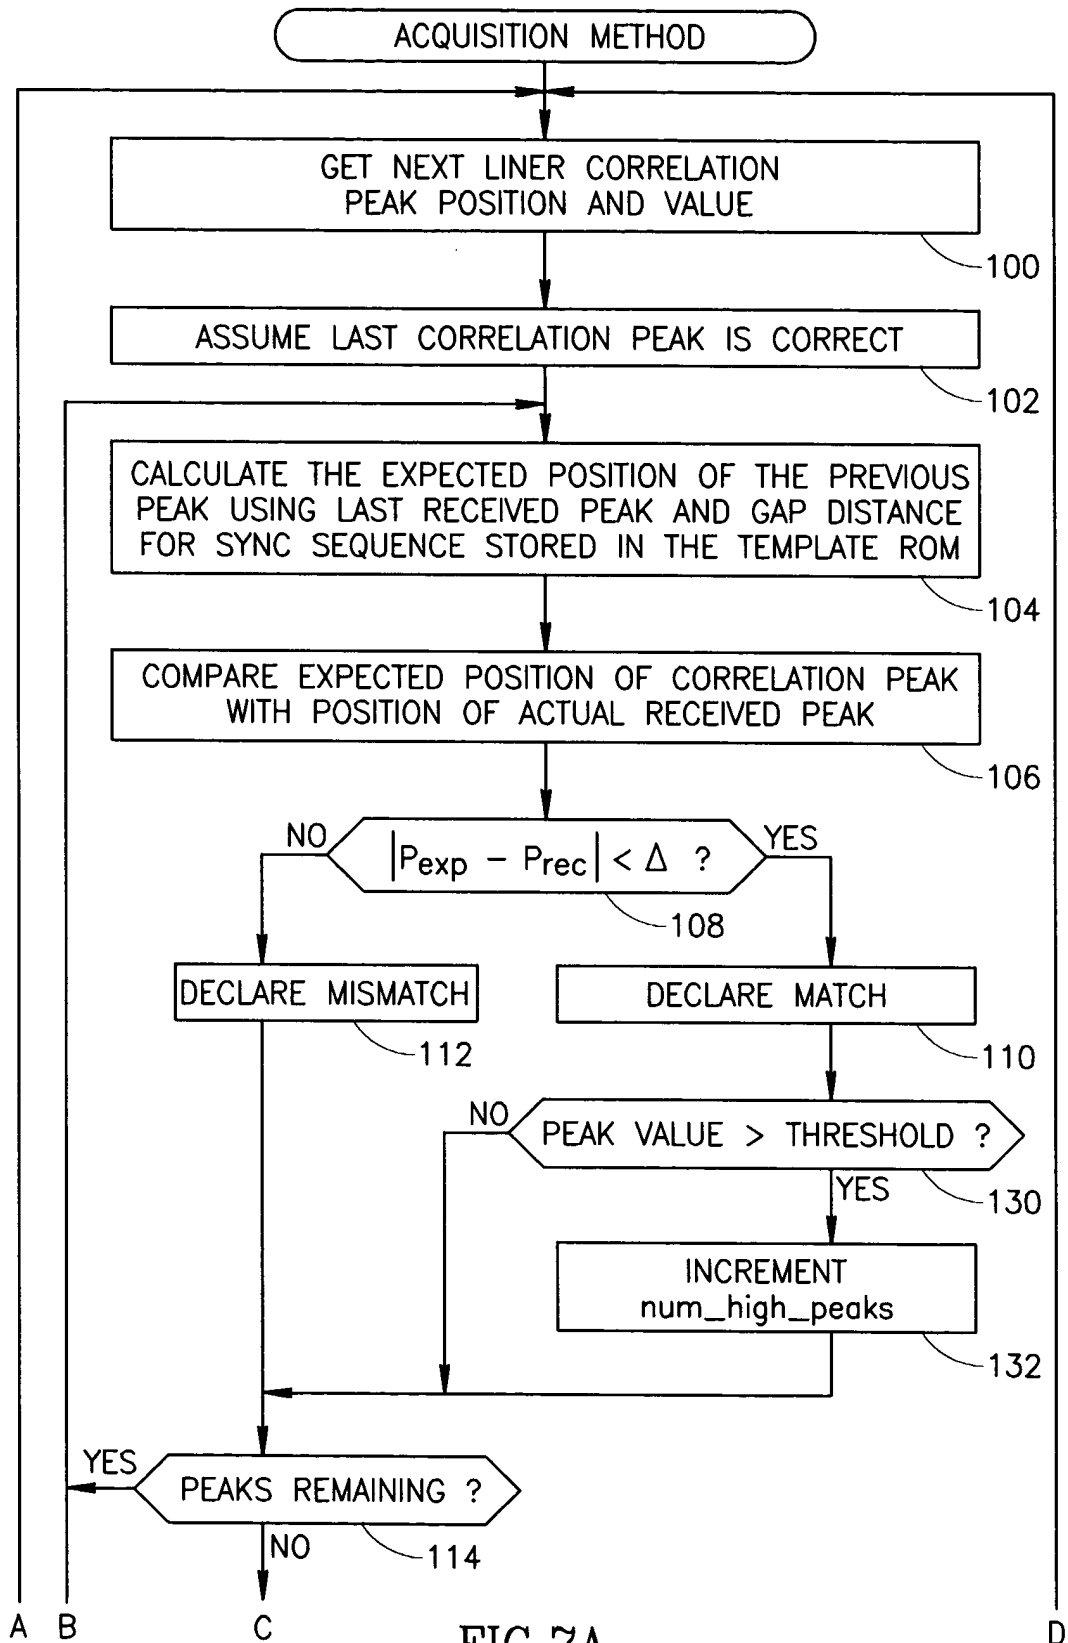 ACQUISITION METHOD
GET NEXT LINER CORRELATION
PEAK POSITION AND VALUE
100
ASSUME LAST CORRELATION PEAK IS CORRECT
102
CALCULATE THE EXPECTED POSITION OF THE PREVIOUS
PEAK USING LAST RECEIVED PEAK AND GAP DISTANCE
FOR SYNC SEQUENCE STORED IN THE TEMPLATE ROM
104
COMPARE EXPECTED POSITION OF CORRELATION PEAK
WITH POSITION OF ACTUAL RECEIVED PEAK
106
NO
|Pexp - Prec| < Δ ?
YES
108
DECLARE MISMATCH
112
DECLARE MATCH
110
NO
PEAK VALUE > THRESHOLD ?
130
YES
INCREMENT
num_high_peaks
132
YES
PEAKS REMAINING ?
114
NO
A B C D
FIG.7A